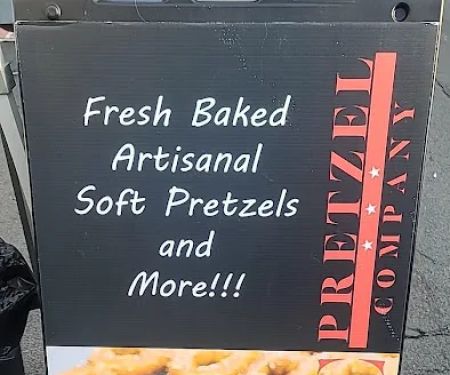 Fresh Baked
Artisanal
Soft Pretzels
and
More!!!
PRETZEL
COMPANY